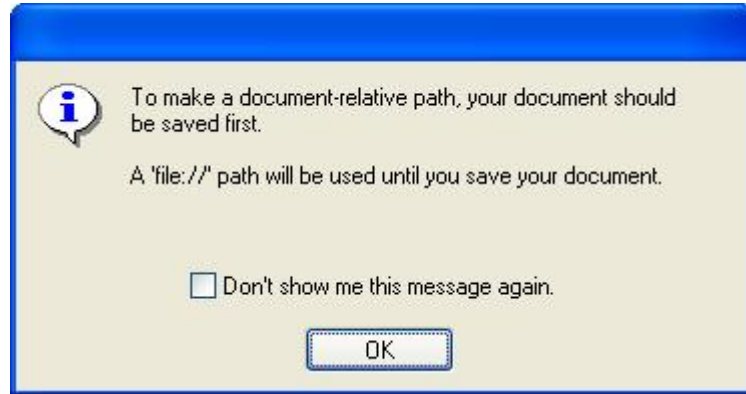 To make a document-relative path, your document should
be saved first.
A 'file://' path will be used until you save your document.
Don't show me this message again.
OK